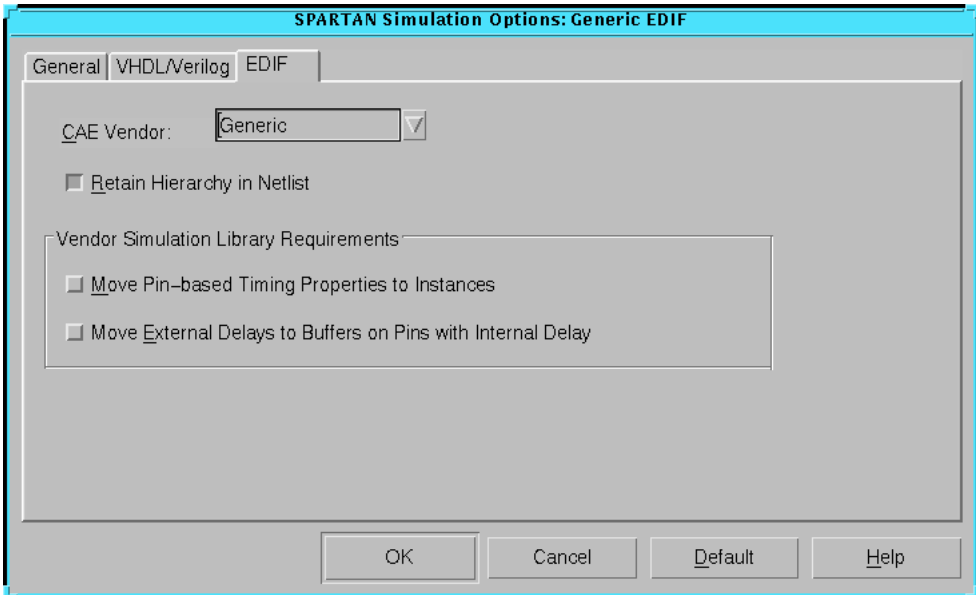 SPARTAN Simulation Options: Generic EDIF
General VHDL/Verilog EDIF
CAE Vendor: Generic
Retain Hierarchy in Netlist
Vendor Simulation Library Requirements
Move Pin-based Timing Properties to Instances
Move External Delays to Buffers on Pins with Internal Delay
OK Cancel Default Help